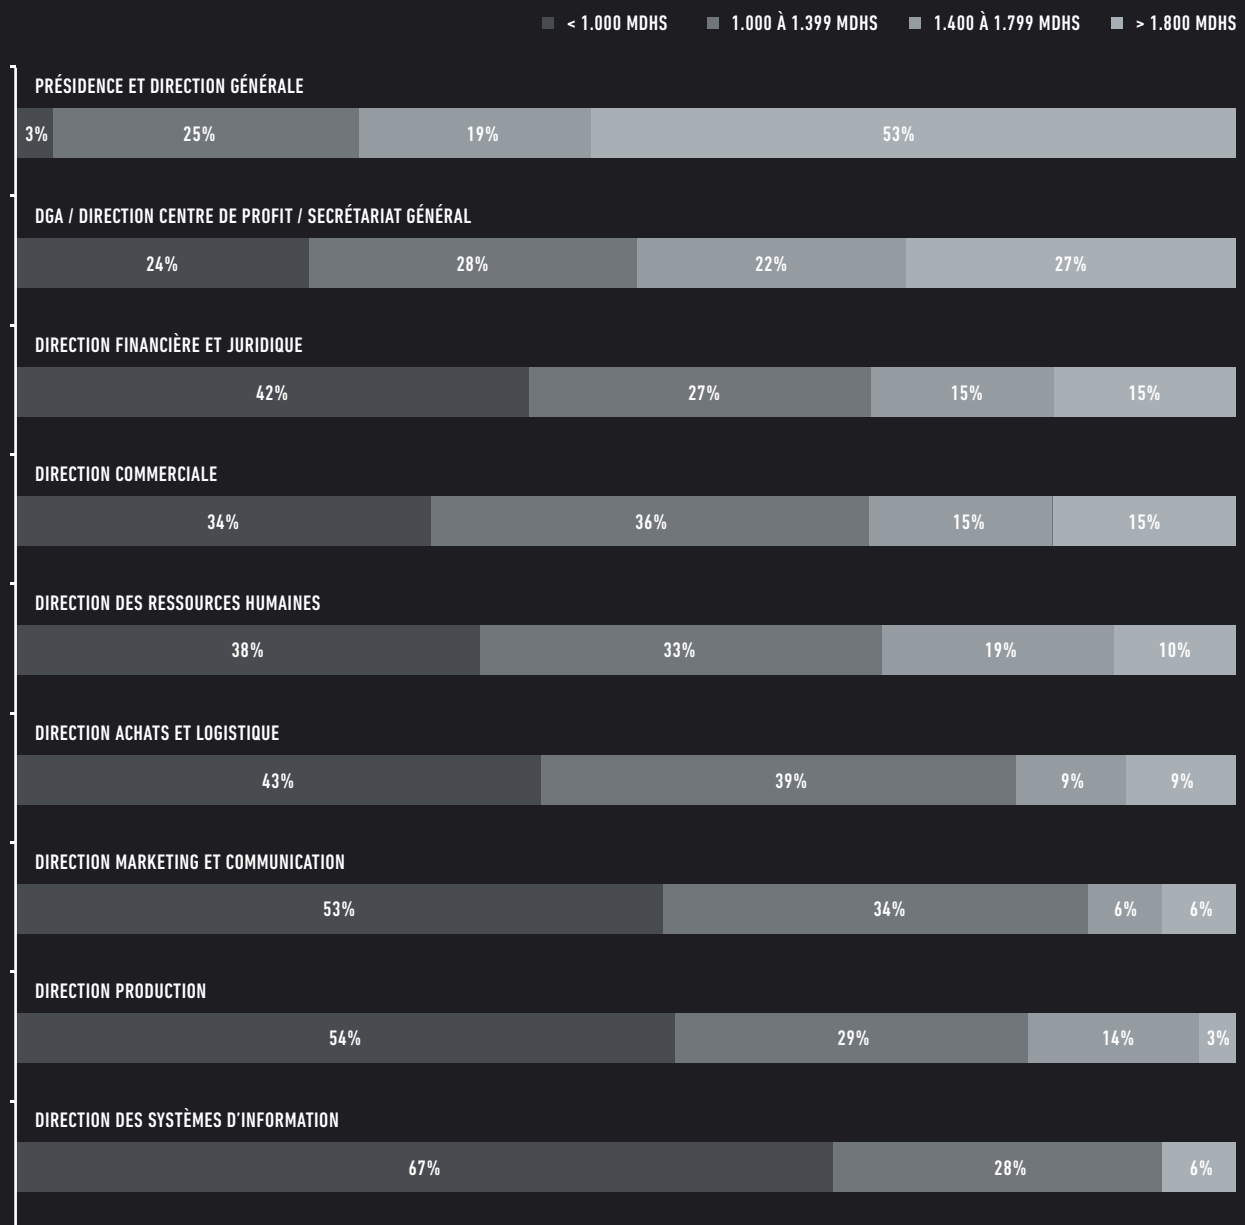 < 1.000 MDHS 1.000 À 1.399 MDHS 1.400 À 1.799 MDHS > 1.800 MDHS
PRÉSIDENCE ET DIRECTION GÉNÉRALE
3% 25% 19% 53%
DGA / DIRECTION CENTRE DE PROFIT / SECRÉTARIAT GÉNÉRAL
24% 28% 22% 27%
DIRECTION FINANCIÈRE ET JURIDIQUE
42% 27% 15% 15%
DIRECTION COMMERCIALE
34% 36% 15% 15%
DIRECTION DES RESSOURCES HUMAINES
38% 33% 19% 10%
DIRECTION ACHATS ET LOGISTIQUE
43% 39% 9% 9%
DIRECTION MARKETING ET COMMUNICATION
53% 34% 6% 6%
DIRECTION PRODUCTION
54% 29% 14% 3%
DIRECTION DES SYSTÈMES D'INFORMATION
67% 28% 6%